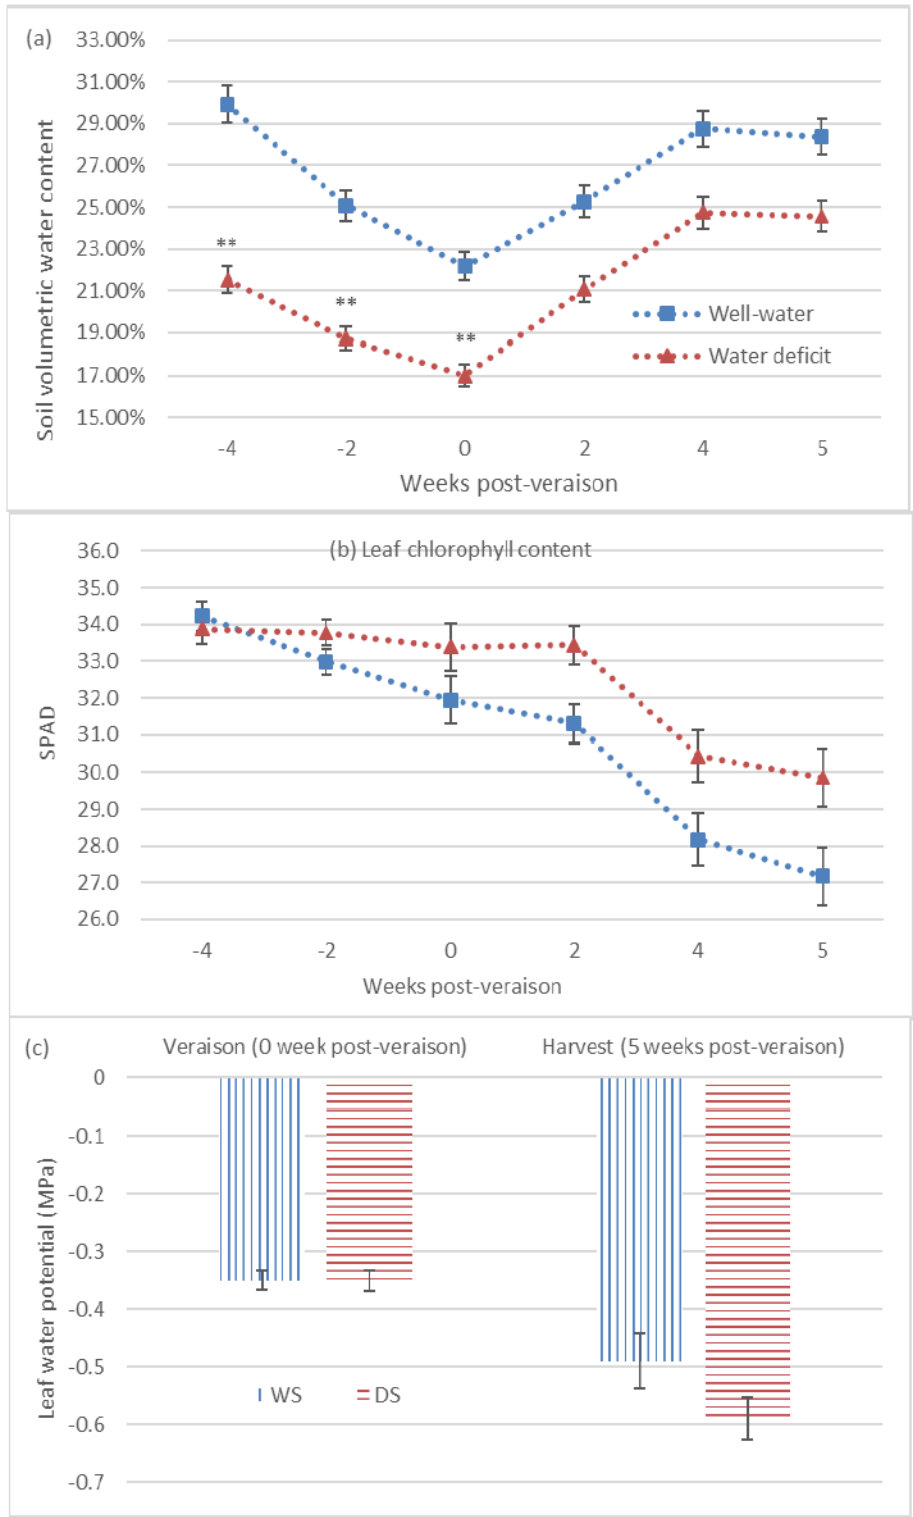 (a)
33.00%
31.00%
29.00%
27.00%
25.00%
23.00%
21.00%
19.00%
17.00%
15.00%
Soil volumetric water content
**
**
**
Well-water
Water deficit
-4 -2 0 2 4 5
Weeks post-veraison
(b) Leaf chlorophyll content
36.0
35.0
34.0
33.0
32.0
31.0
30.0
29.0
28.0
27.0
26.0
SPAD
-4 -2 0 2 4 5
Weeks post-veraison
(c)
Veraison (0 week post-veraison) Harvest (5 weeks post-veraison)
0
-0.1
-0.2
-0.3
-0.4
-0.5
-0.6
-0.7
Leaf water potential (MPa)
WS DS